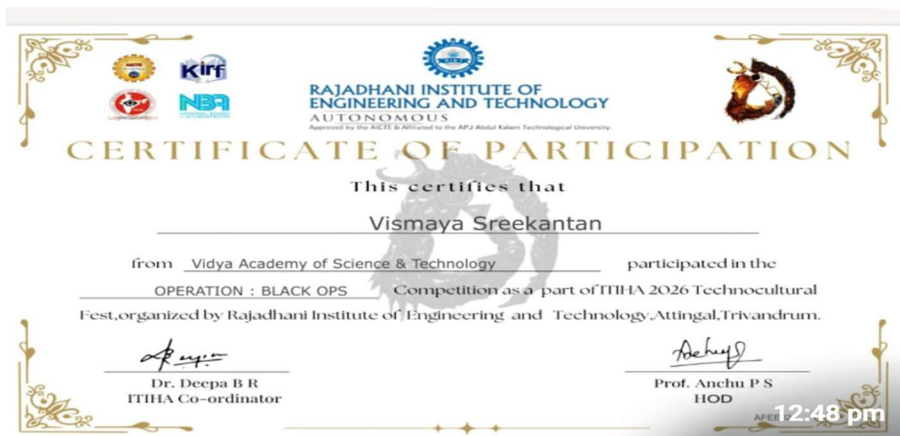 AICTE
Kirf
NBA
RIET
RAJADHANI INSTITUTE OF
ENGINEERING AND TECHNOLOGY
AUTONOMOUS
Approved by the AICTE & Affiliated to the APJ Abdul Kalam Technological University.
CERTIFICATE OF PARTICIPATION
This certifies that
Vismaya Sreekantan
from Vidya Academy of Science & Technology participated in the
OPERATION : BLACK OPS Competition as a part of ITIHA 2026 Technocultural
Fest,organized by Rajadhani Institute of Engineering and Technology,Attingal,Trivandrum.
Dr. Deepa B R
ITIHA Co-ordinator
Prof. Anchu P S
HOD
12:48 pm